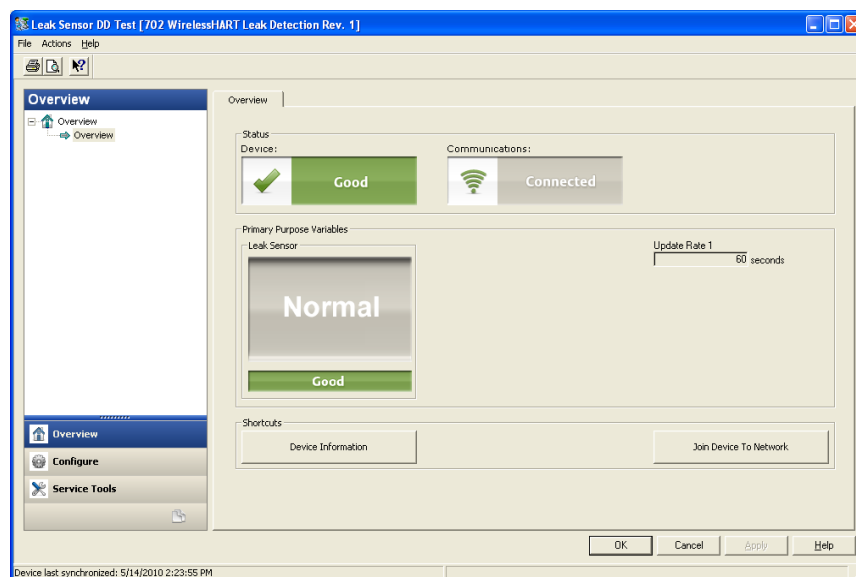 Leak Sensor DD Test [702 WirelessHART Leak Detection Rev. 1]
File Actions Help
Overview
Overview
Overview
Overview
Configure
Service Tools
Overview
Status
Device:
Good
Communications:
Connected
Primary Purpose Variables
Leak Sensor
Normal
Good
Update Rate 1
60 seconds
Shortcuts
Device Information
Join Device To Network
OK Cancel Apply Help
Device last synchronized: 5/14/2010 2:23:55 PM